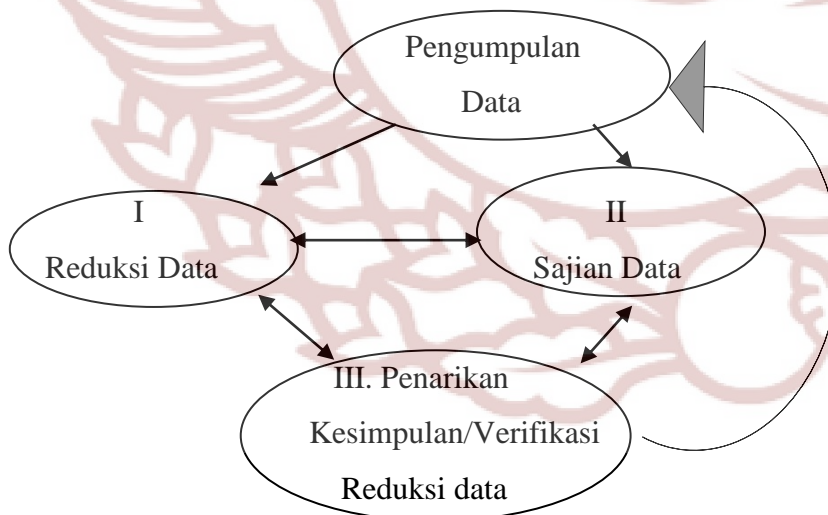 Pengumpulan
Data
I
Reduksi Data
II
Sajian Data
III. Penarikan
Kesimpulan/Verifikasi
Reduksi data